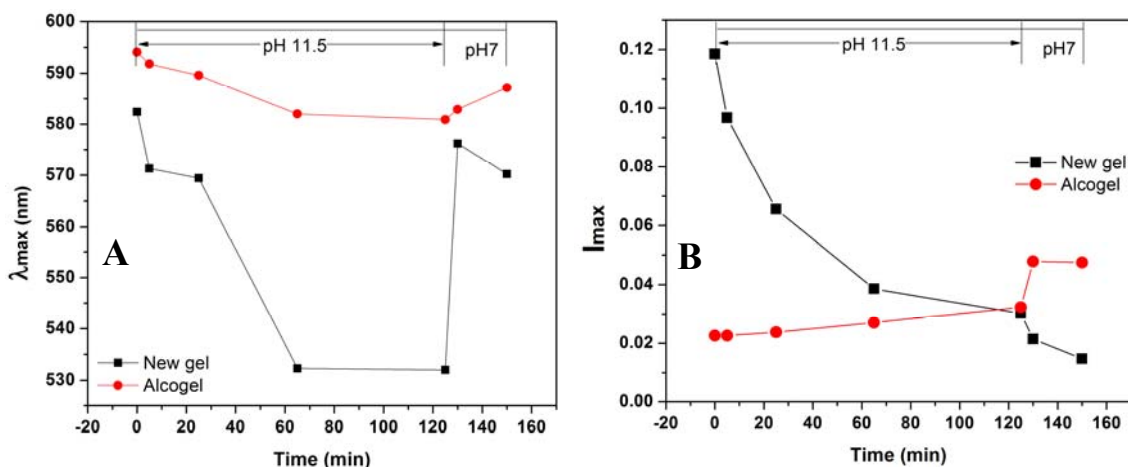 600
590
580
570
560
550
540
530
λmax (nm)
pH 11.5
pH7
A
New gel
Alcogel
-20 0 20 40 60 80 100 120 140 160
Time (min)
0.12
0.10
0.08
0.06
0.04
0.02
0.00
Imax
pH 11.5
pH7
New gel
Alcogel
B
-20 0 20 40 60 80 100 120 140 160
Time (min)